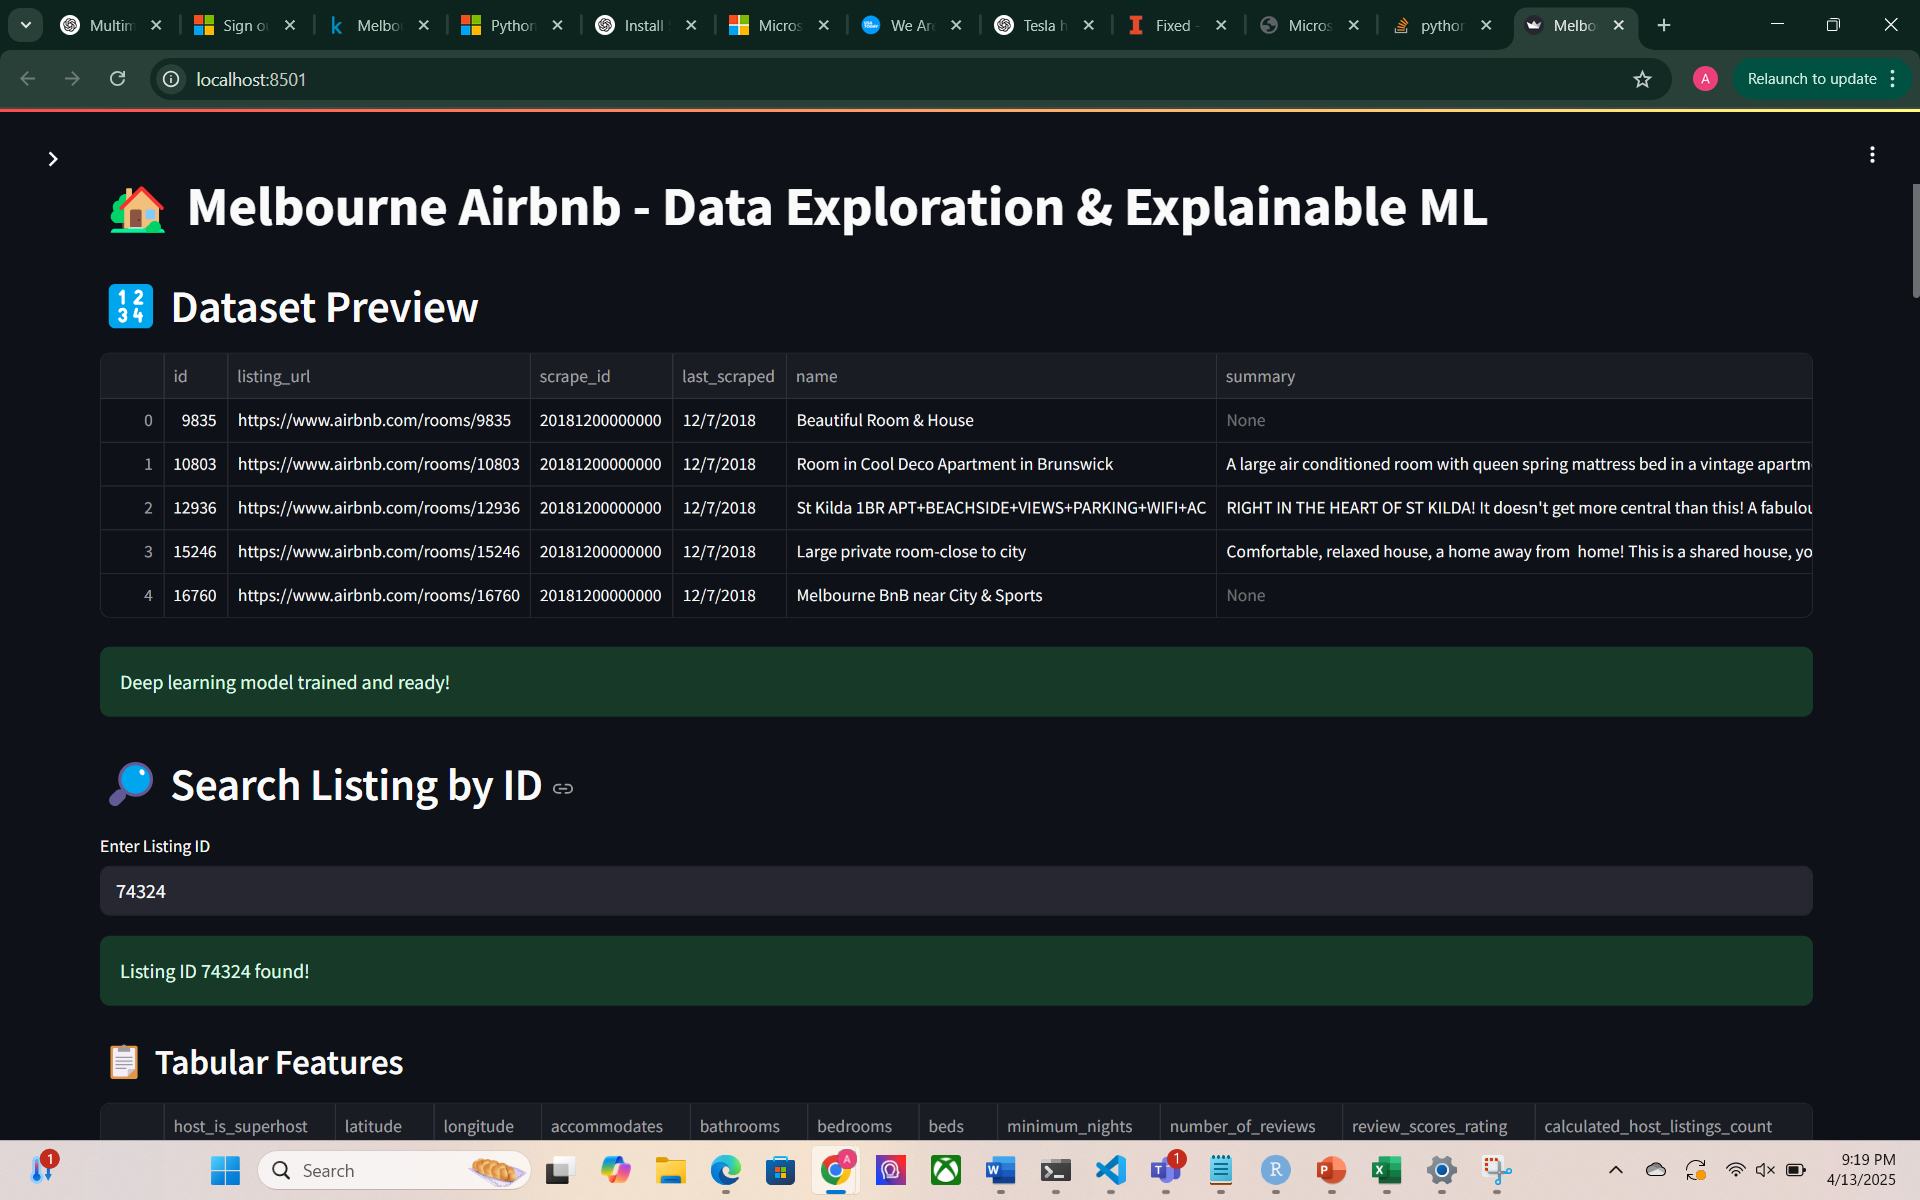 Multim
Sign o
Melbo
Python
Install
Micros
We Are
Tesla h
Fixed -
Micros
python
Melbo
localhost:8501
A
Relaunch to update
Melbourne Airbnb - Data Exploration & Explainable ML
1 2 3 4 Dataset Preview
id listing_url scrape_id last_scraped name summary
0 9835 https://www.airbnb.com/rooms/9835 20181200000000 12/7/2018 Beautiful Room & House None
1 10803 https://www.airbnb.com/rooms/10803 20181200000000 12/7/2018 Room in Cool Deco Apartment in Brunswick A large air conditioned room with queen spring mattress bed in a vintage apartm
2 12936 https://www.airbnb.com/rooms/12936 20181200000000 12/7/2018 St Kilda 1BR APT+BEACHSIDE+VIEWS+PARKING+WIFI+AC RIGHT IN THE HEART OF ST KILDA! It doesn't get more central than this! A fabulou
3 15246 https://www.airbnb.com/rooms/15246 20181200000000 12/7/2018 Large private room-close to city Comfortable, relaxed house, a home away from  home! This is a shared house, yo
4 16760 https://www.airbnb.com/rooms/16760 20181200000000 12/7/2018 Melbourne BnB near City & Sports None
Deep learning model trained and ready!
Search Listing by ID
Enter Listing ID
74324
Listing ID 74324 found!
Tabular Features
host_is_superhost latitude longitude accommodates bathrooms bedrooms beds minimum_nights number_of_reviews review_scores_rating calculated_host_listings_count
1
Search
A
1
9:19 PM
4/13/2025